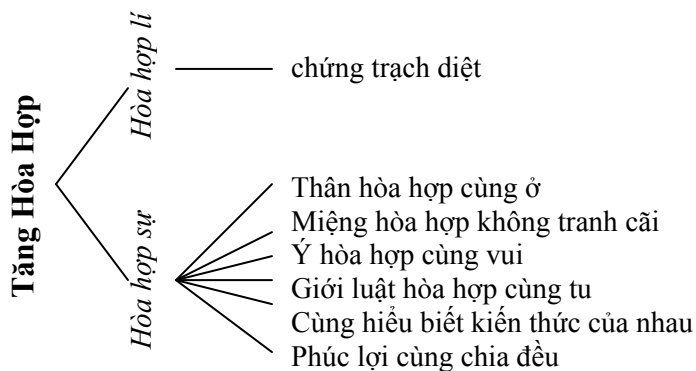 Tăng Hòa Hợp
Hòa hợp lí
chứng trạch diệt
Hòa hợp sự
Thân hòa hợp cùng ở
Miệng hòa hợp không tranh cãi
Ý hòa hợp cùng vui
Giới luật hòa hợp cùng tu
Cùng hiểu biết kiến thức của nhau
Phúc lợi cùng chia đều